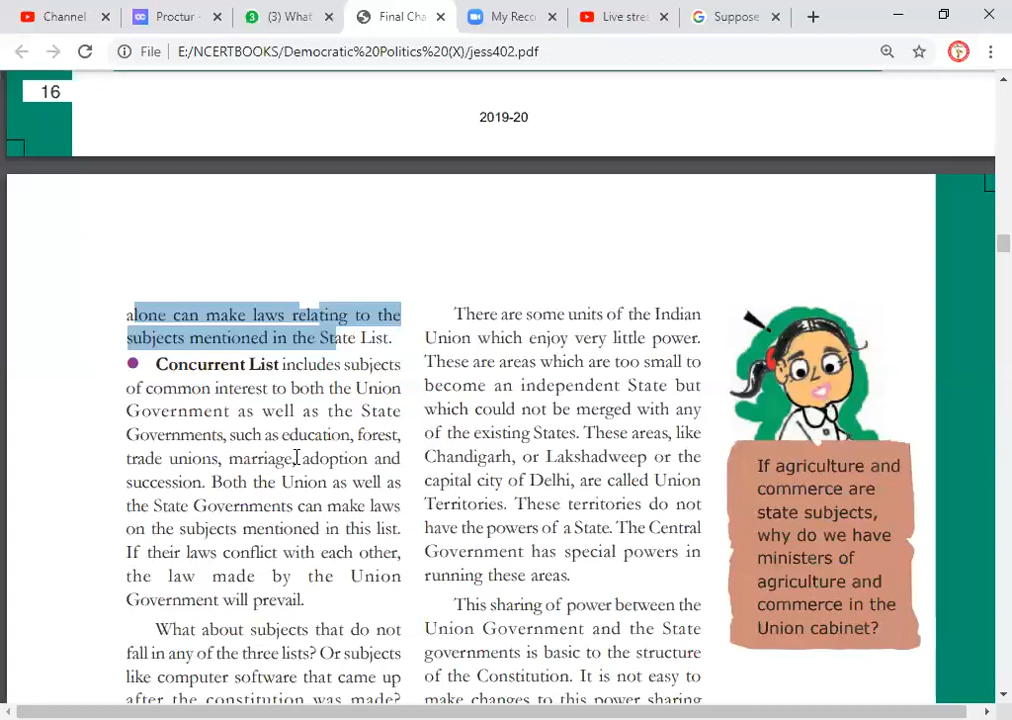 Channel
Proctur -
(3) What
Final Cha
My Reco
Live stre
Suppose
File E:/NCERTBOOKS/Democratic%20Politics%20(X)/jess402.pdf
16
2019-20
alone can make laws relating to the
subjects mentioned in the State List.
Concurrent List includes subjects
of common interest to both the Union
Government as well as the State
Governments, such as education, forest,
trade unions, marriage, adoption and
succession. Both the Union as well as
the State Governments can make laws
on the subjects mentioned in this list.
If their laws conflict with each other,
the law made by the Union
Government will prevail.
What about subjects that do not
fall in any of the three lists? Or subjects
like computer software that came up
after the constitution was made?
There are some units of the Indian
Union which enjoy very little power.
These are areas which are too small to
become an independent State but
which could not be merged with any
of the existing States. These areas, like
Chandigarh, or Lakshadweep or the
capital city of Delhi, are called Union
Territories. These territories do not
have the powers of a State. The Central
Government has special powers in
running these areas.
This sharing of power between the
Union Government and the State
governments is basic to the structure
of the Constitution. It is not easy to
make changes to this power sharing
If agriculture and
commerce are
state subjects,
why do we have
ministers of
agriculture and
commerce in the
Union cabinet?